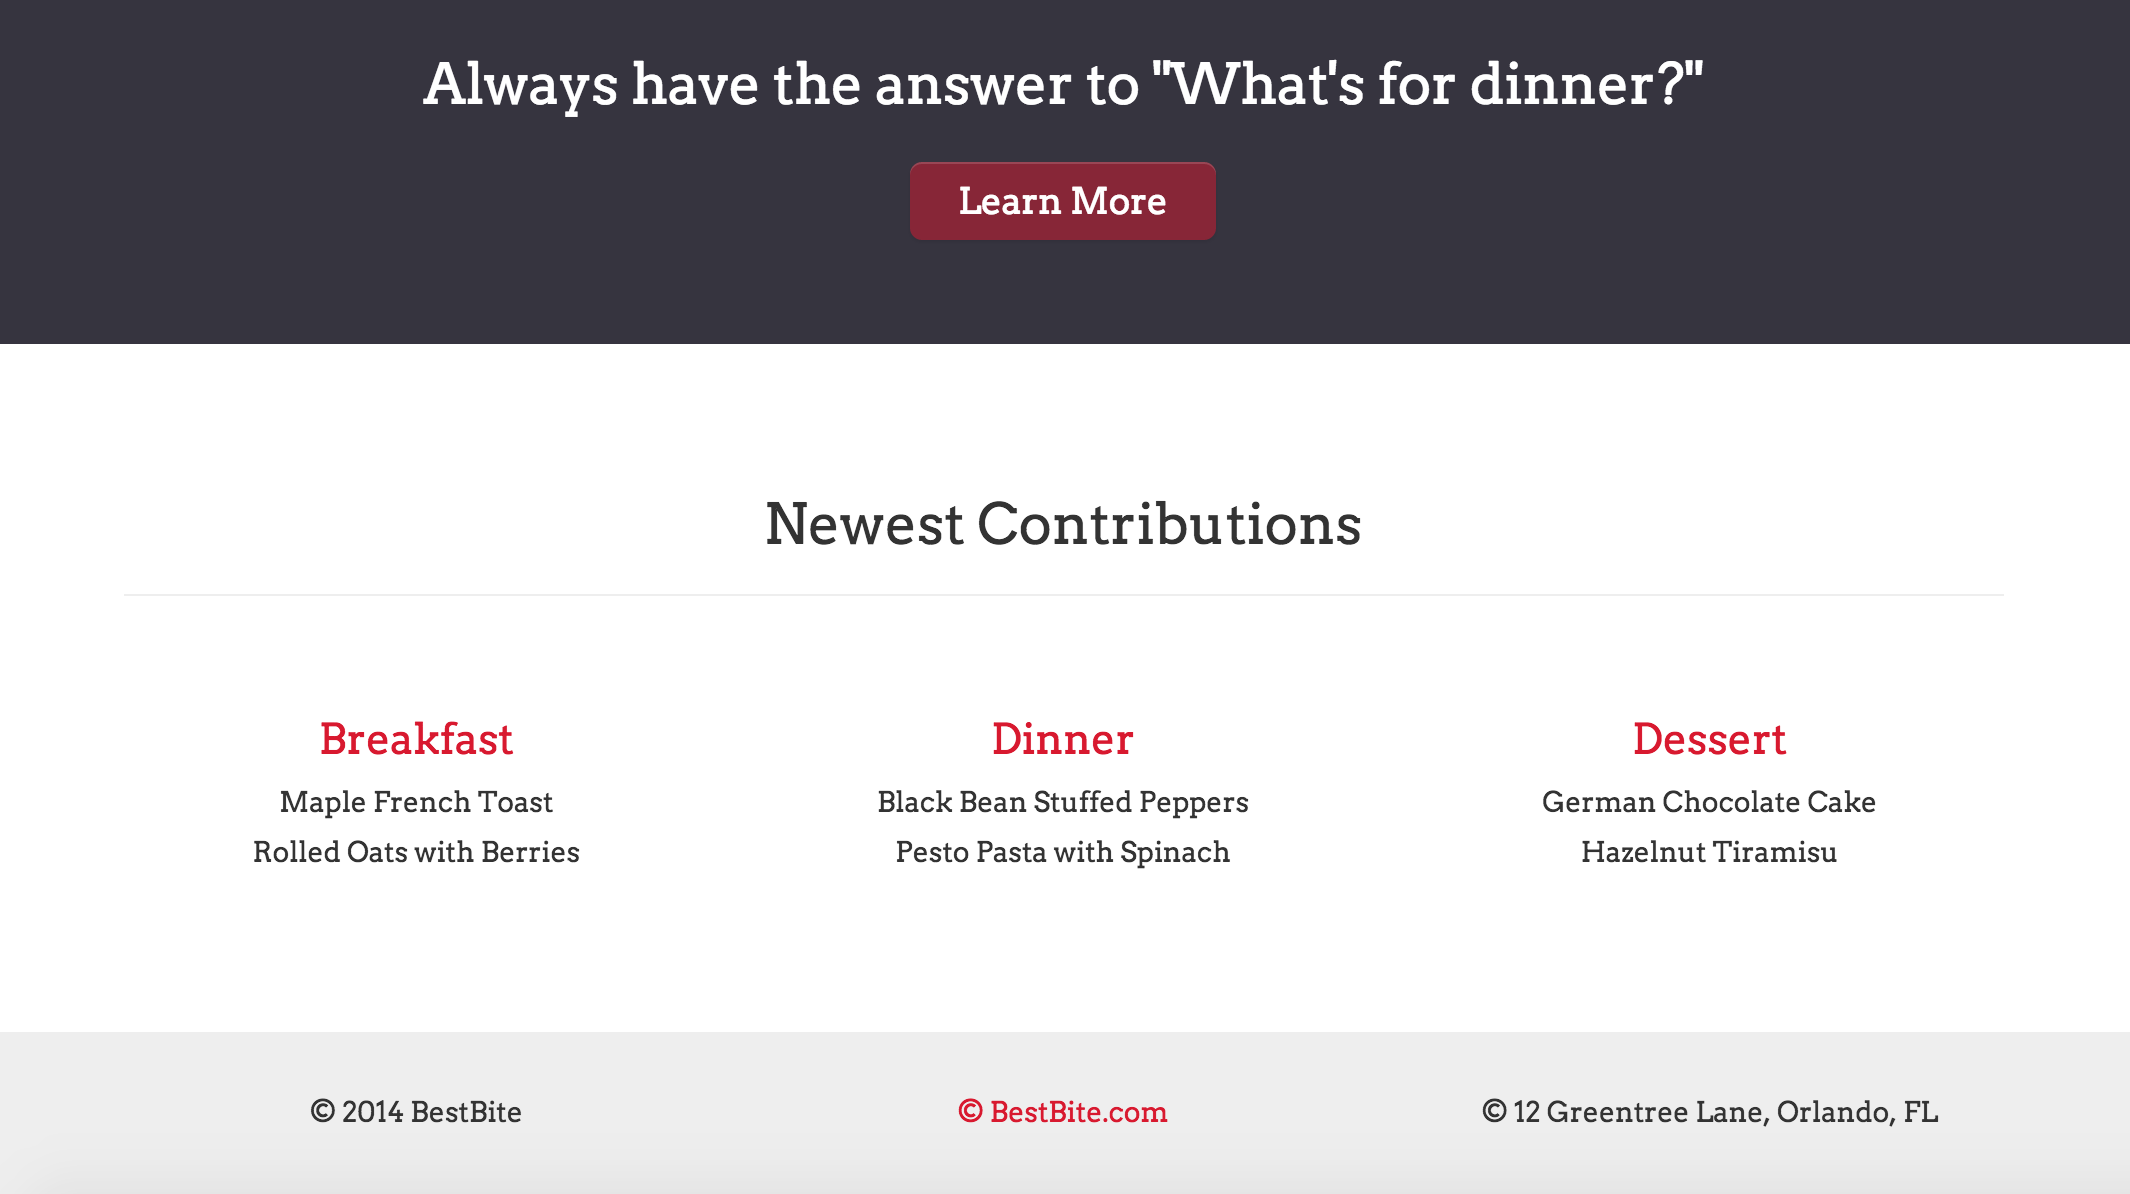 Always have the answer to "What's for dinner?"
Learn More
Newest Contributions
Breakfast
Maple French Toast
Rolled Oats with Berries
Dinner
Black Bean Stuffed Peppers
Pesto Pasta with Spinach
Dessert
German Chocolate Cake
Hazelnut Tiramisu
© 2014 BestBite
© BestBite.com
© 12 Greentree Lane, Orlando, FL